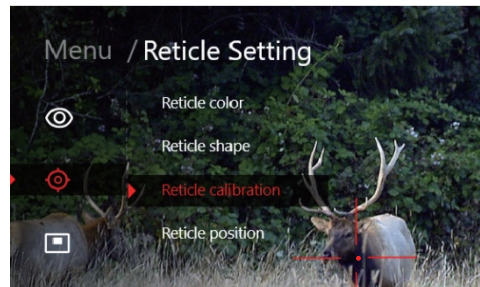 Menu / Reticle Setting
Reticle color
Reticle shape
Reticle calibration
Reticle position